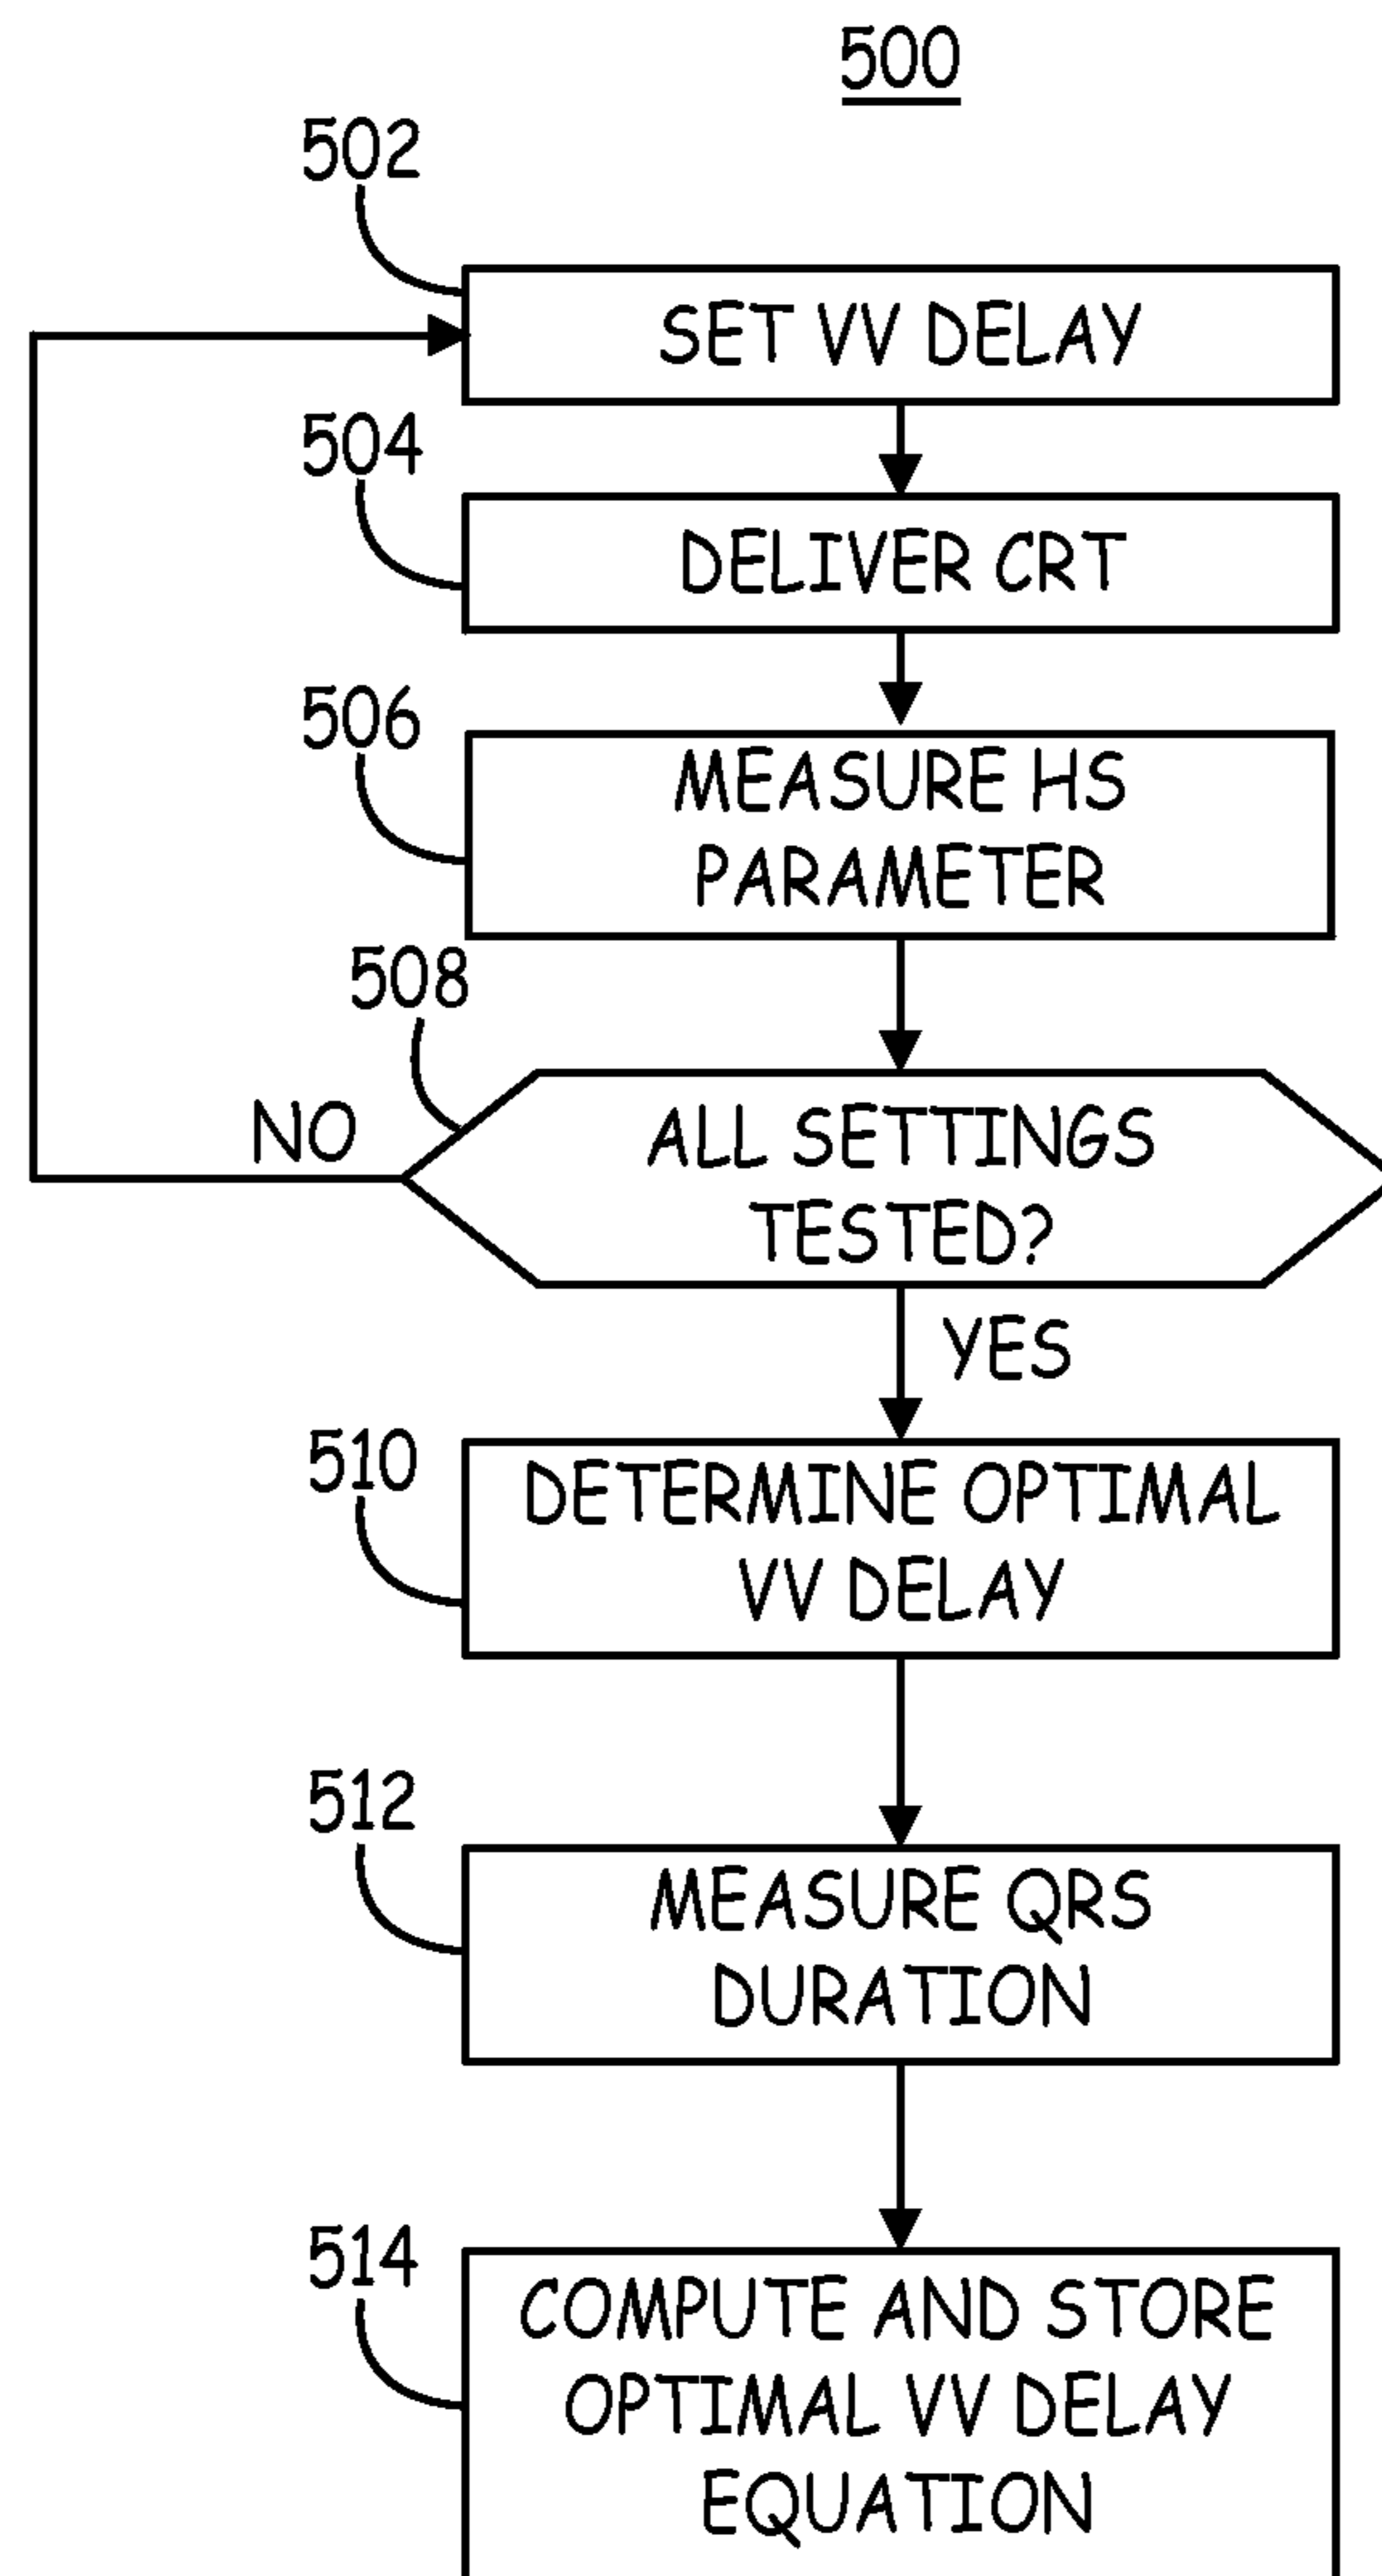 500
502
SET VV DELAY
504
DELIVER CRT
506
MEASURE HS
PARAMETER
508
NO
ALL SETTINGS
TESTED?
YES
510
DETERMINE OPTIMAL
VV DELAY
512
MEASURE QRS
DURATION
514
COMPUTE AND STORE
OPTIMAL VV DELAY
EQUATION